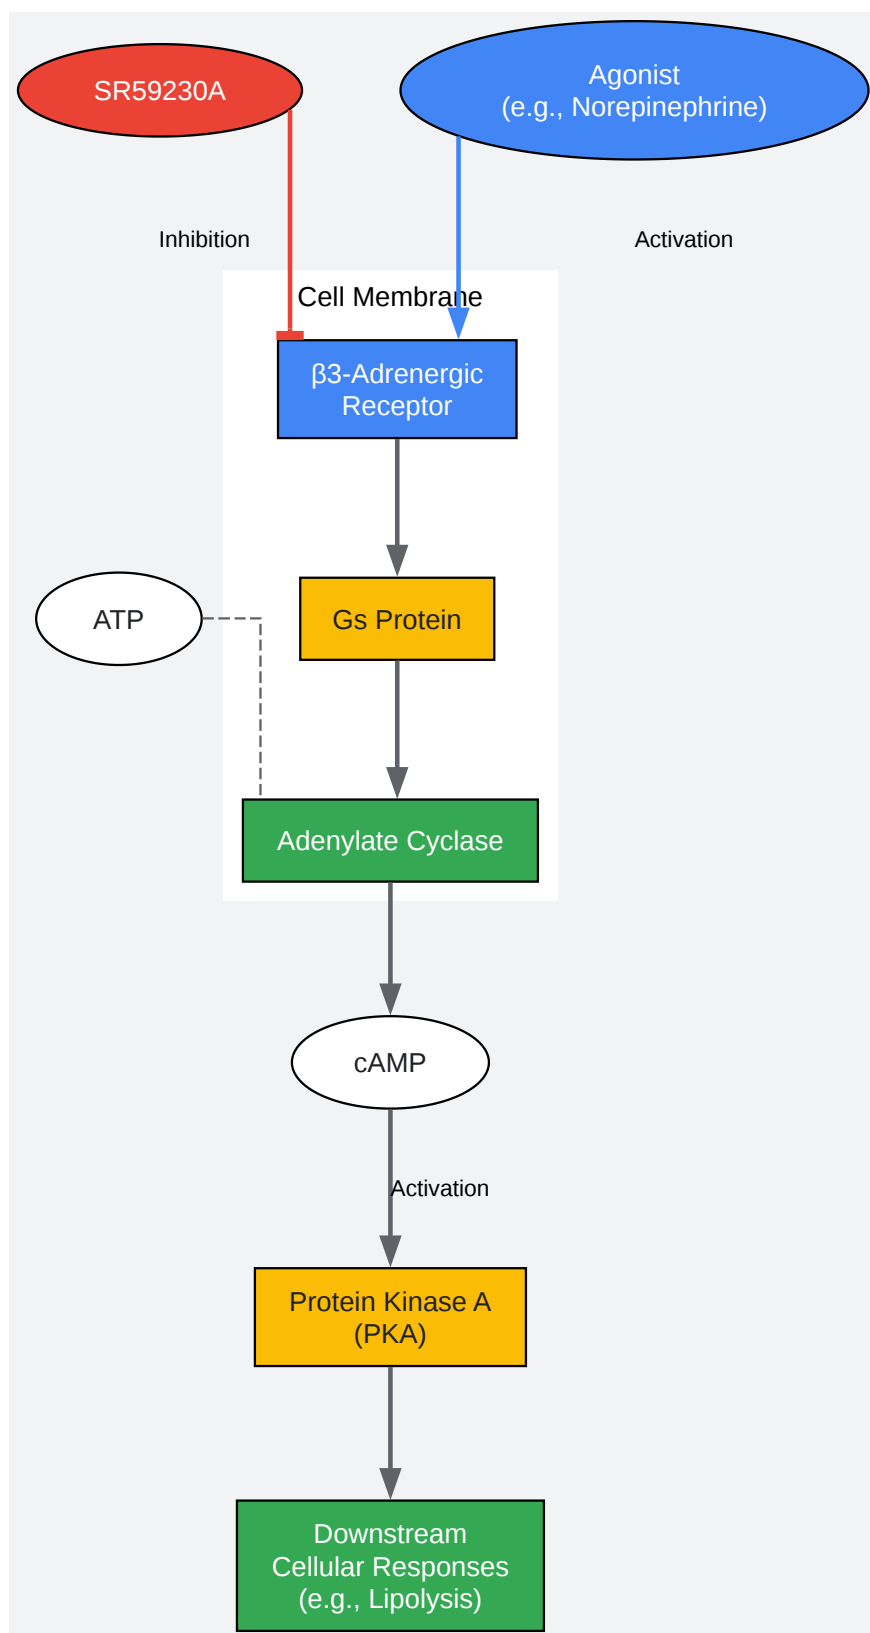 SR59230A
Agonist
(e.g., Norepinephrine)
Inhibition
Activation
Cell Membrane
β3-Adrenergic
Receptor
ATP
Gs Protein
Adenylate Cyclase
cAMP
Activation
Protein Kinase A
(PKA)
Downstream
Cellular Responses
(e.g., Lipolysis)